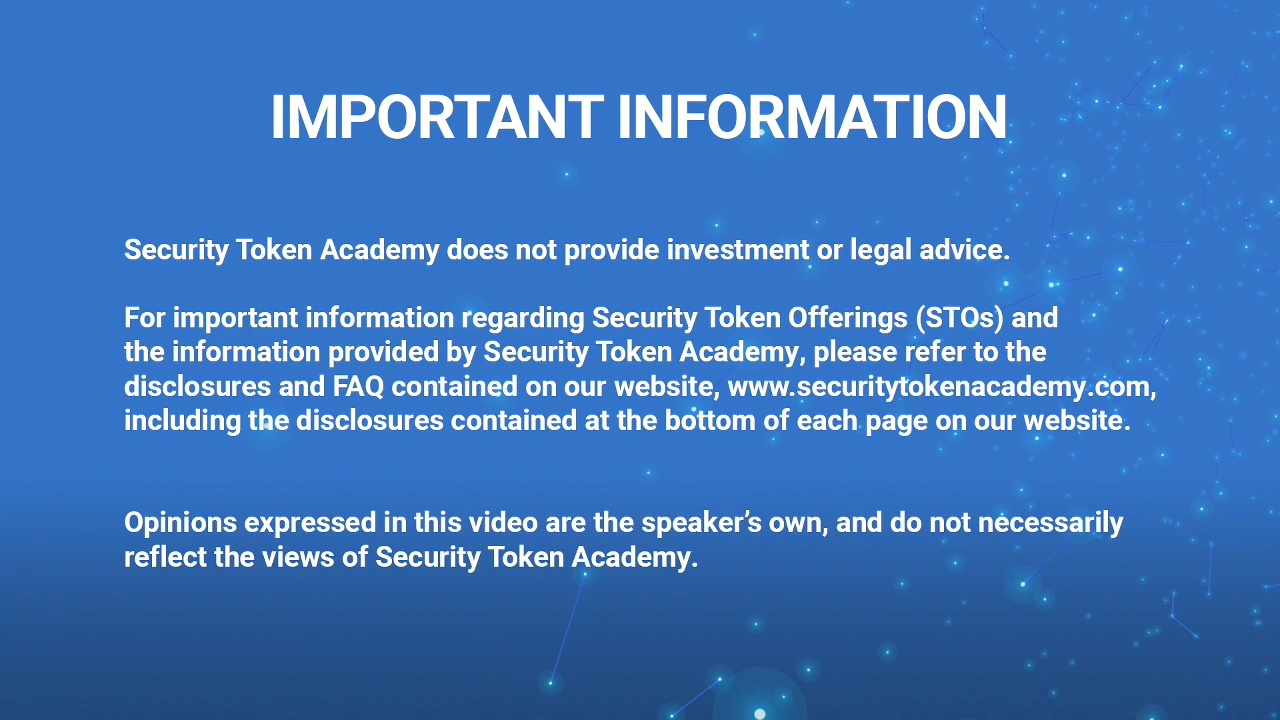 IMPORTANT INFORMATION
Security Token Academy does not provide investment or legal advice.
For important information regarding Security Token Offerings (STOs) and
the information provided by Security Token Academy, please refer to the
disclosures and FAQ contained on our website, www.securitytokenacademy.com,
including the disclosures contained at the bottom of each page on our website.
Opinions expressed in this video are the speaker’s own, and do not necessarily
reflect the views of Security Token Academy.